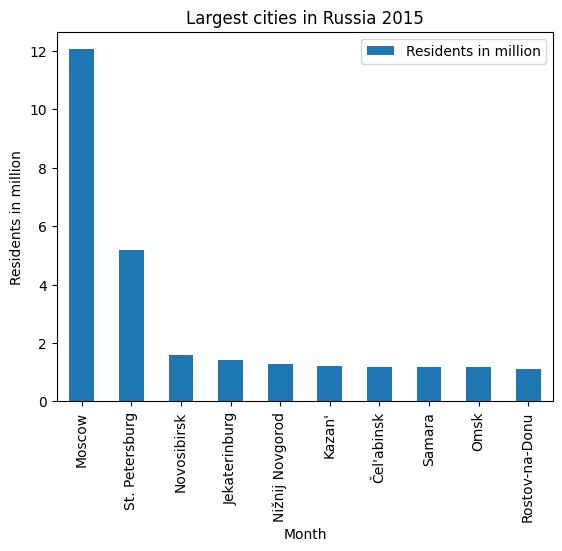 Largest cities in Russia 2015
Residents in million
Residents in million
12
10
8
6
4
2
0
Moscow
St. Petersburg
Novosibirsk
Jekaterinburg
Nižnij Novgorod
Kazan'
Čel'abinsk
Samara
Omsk
Rostov-na-Donu
Month